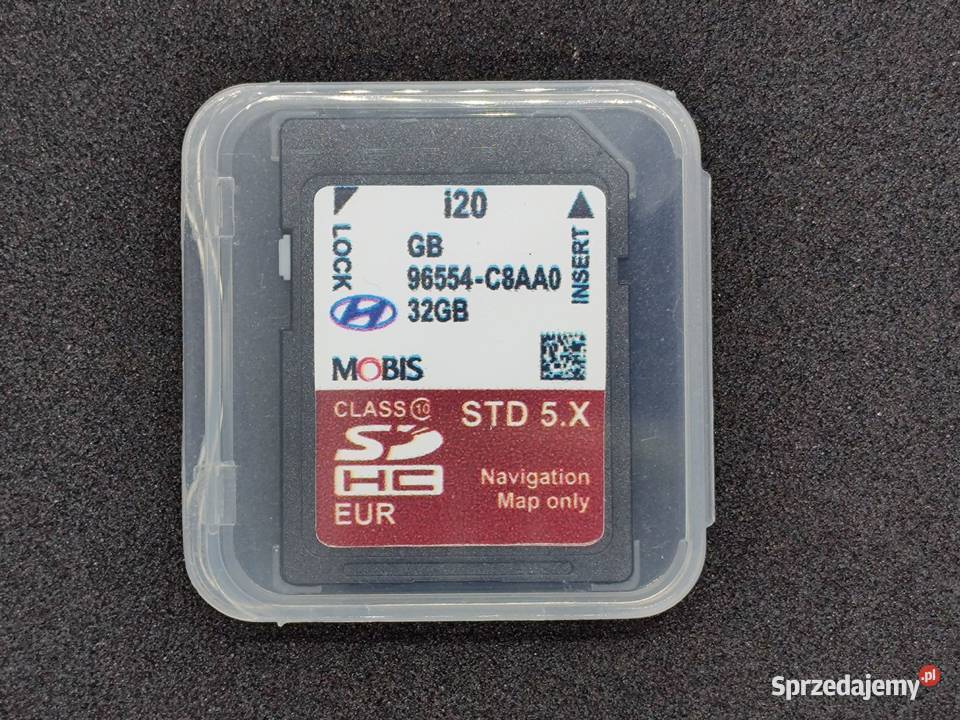 i20
LOCK
GB
96554-C8AA0
32GB
INSERT
MOBIS
CLASS 10
STD 5.X
SD
HC
Navigation
Map only
EUR
Sprzedajemy.pl